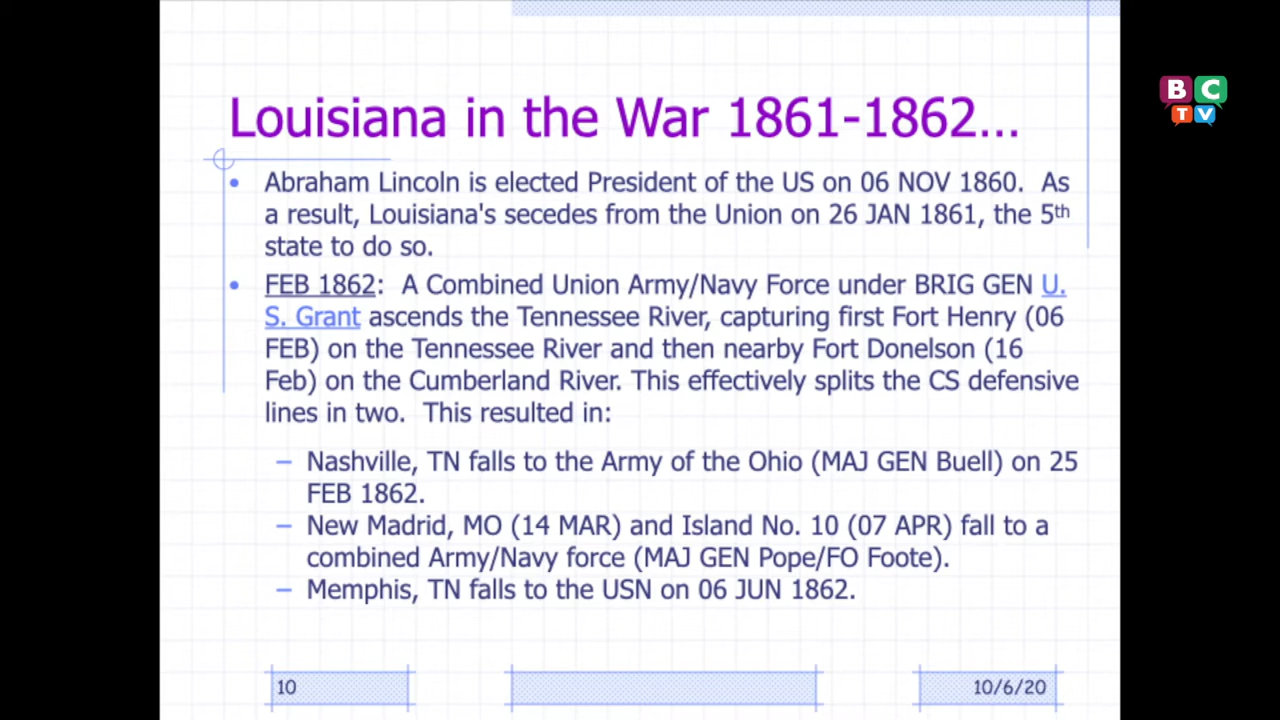 BC
TV
Louisiana in the War 1861-1862…
• Abraham Lincoln is elected President of the US on 06 NOV 1860.  As
a result, Louisiana's secedes from the Union on 26 JAN 1861, the 5th
state to do so.
• FEB 1862:  A Combined Union Army/Navy Force under BRIG GEN U.
S. Grant ascends the Tennessee River, capturing first Fort Henry (06
FEB) on the Tennessee River and then nearby Fort Donelson (16
Feb) on the Cumberland River. This effectively splits the CS defensive
lines in two.  This resulted in:
– Nashville, TN falls to the Army of the Ohio (MAJ GEN Buell) on 25
FEB 1862.
– New Madrid, MO (14 MAR) and Island No. 10 (07 APR) fall to a
combined Army/Navy force (MAJ GEN Pope/FO Foote).
– Memphis, TN falls to the USN on 06 JUN 1862.
10
10/6/20